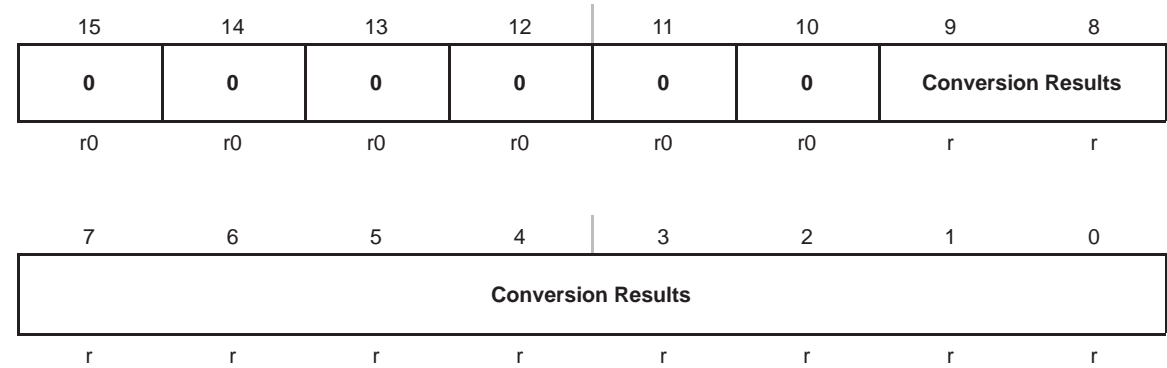 15 14 13 12 11 10 9 8
0 0 0 0 0 0 Conversion Results
r0 r0 r0 r0 r0 r0 r r
7 6 5 4 3 2 1 0
Conversion Results
r r r r r r r r